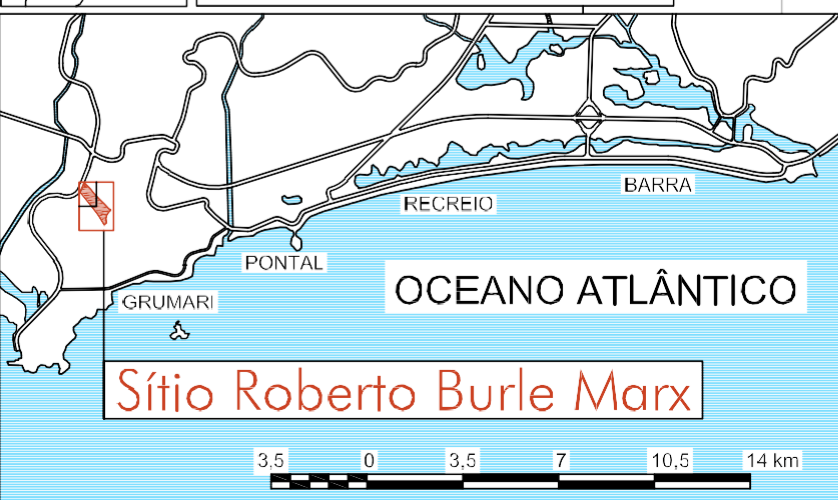 BARRA
RECREIO
PONTAL
OCEANO ATLÂNTICO
GRUMARI
Sítio Roberto Burle Marx
3,5 0 3,5 7 10,5 14 km